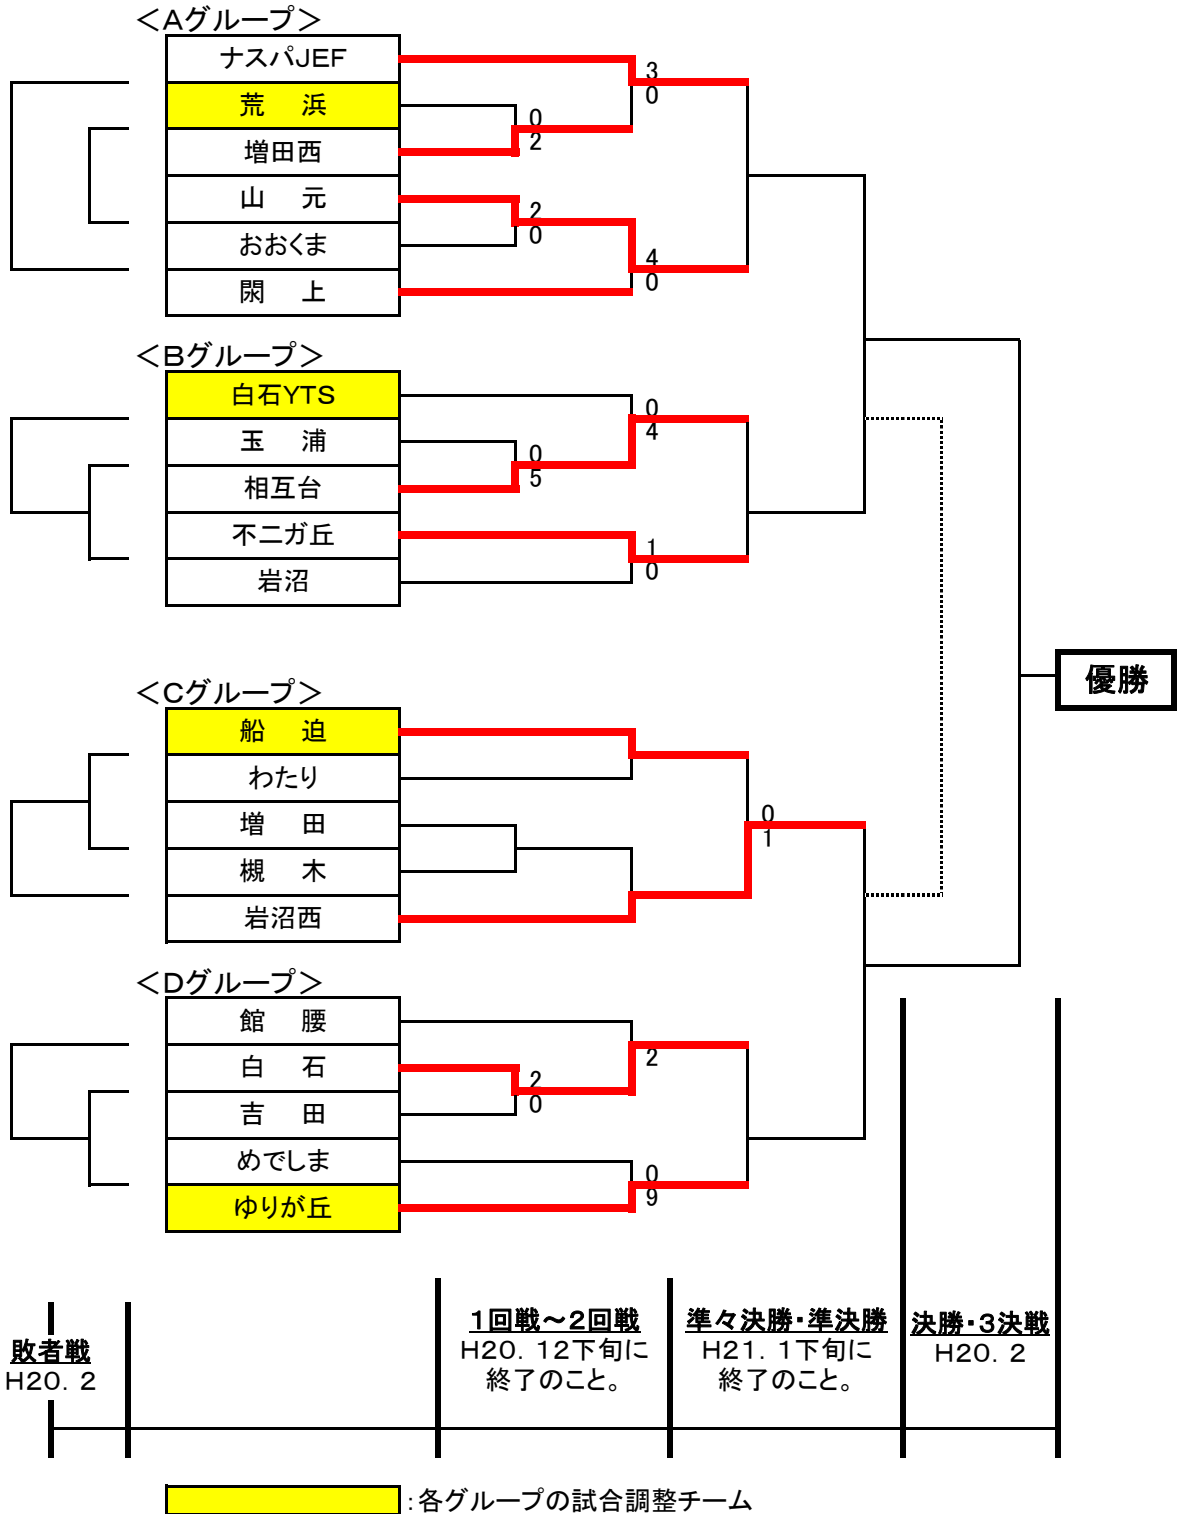 ＜Aグループ＞
ナスパJEF
荒　浜
増田西
山　元
おおくま
閖　上
3
0
0
2
2
0
4
0
＜Bグループ＞
白石YTS
玉　浦
相互台
不二ガ丘
岩沼
0
4
0
5
1
0
優勝
＜Cグループ＞
船　迫
わたり
増　田
槻　木
岩沼西
0
1
＜Dグループ＞
館　腰
白　石
吉　田
めでしま
ゆりが丘
2
2
0
0
9
敗者戦
H20．2
1回戦～2回戦
H20．12下旬に
終了のこと。
準々決勝・準決勝
H21．1下旬に
終了のこと。
決勝・3決戦
H20．2
：各グループの試合調整チーム